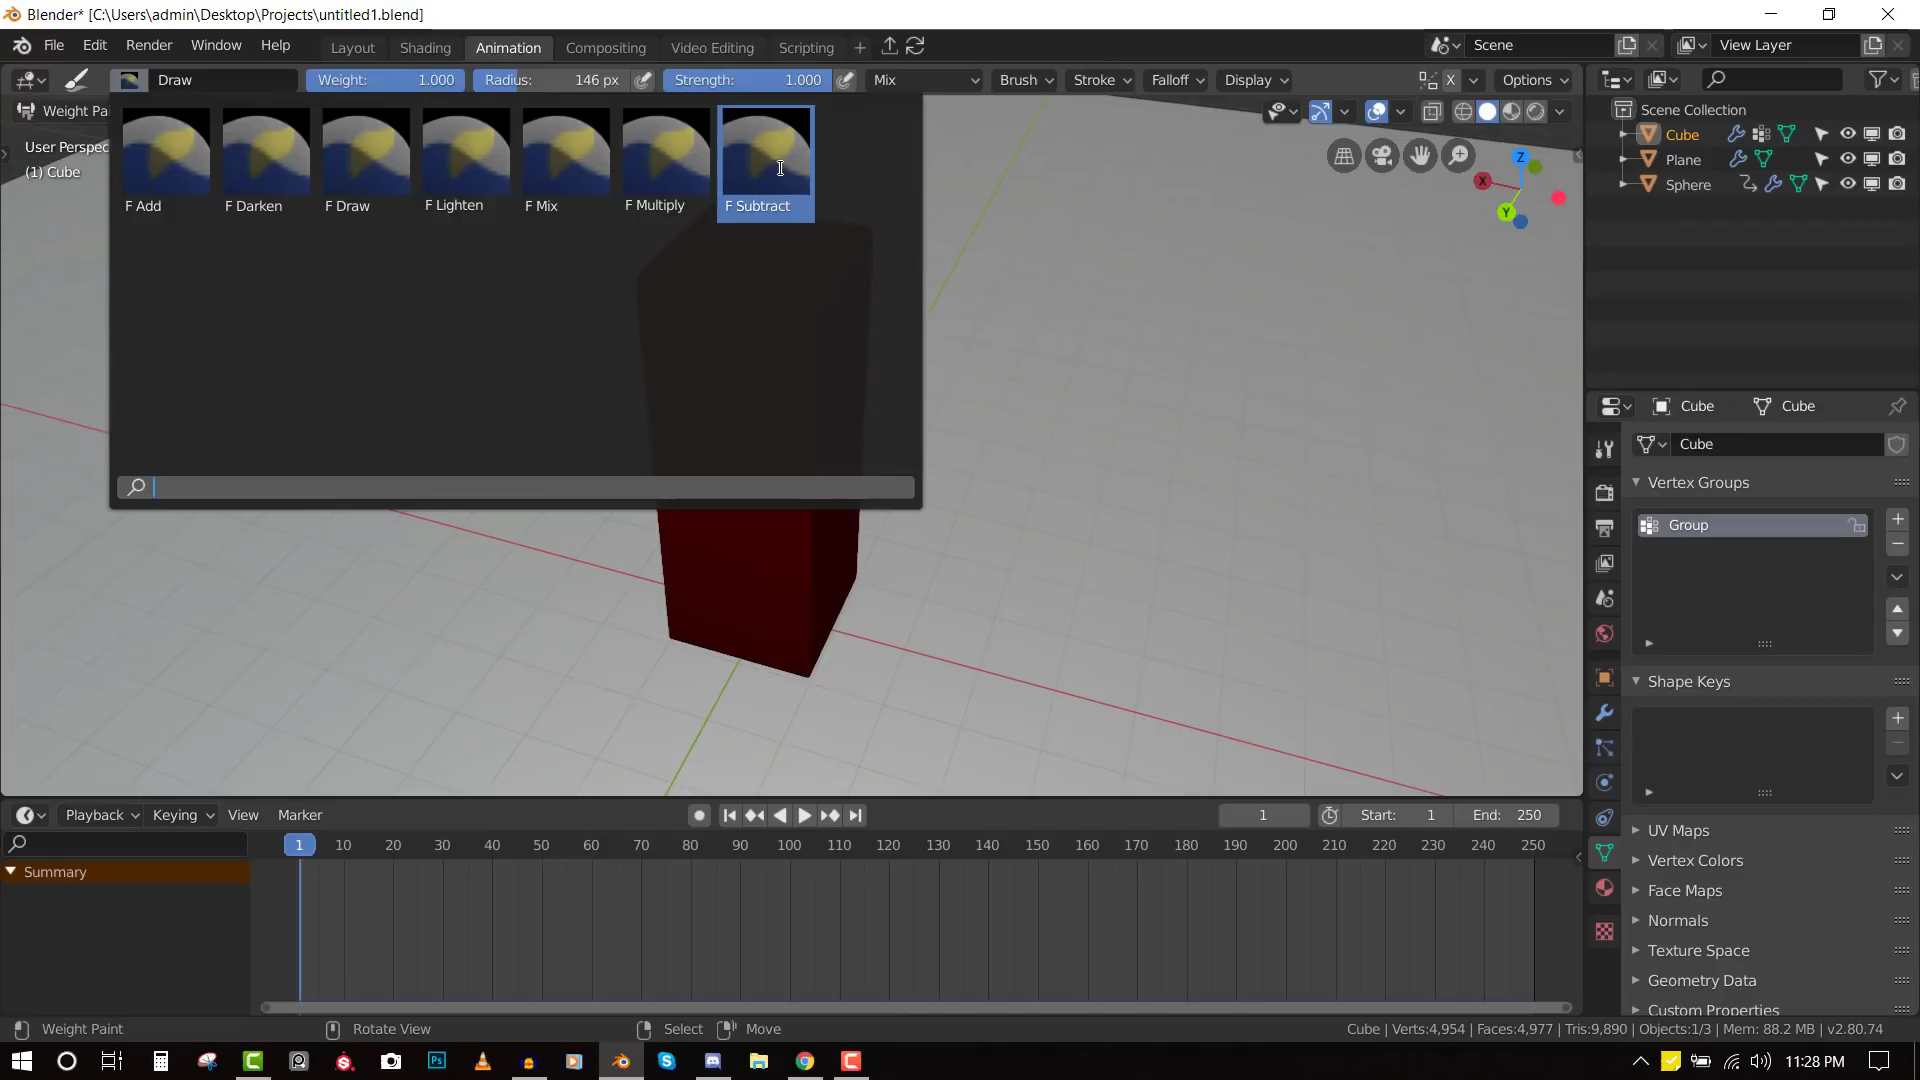 Blender* [C:\Users\admin\Desktop\Projects\untitled1.blend]
File Edit Render Window Help Layout Shading Animation Compositing Video Editing Scripting Scene View Layer
Draw Weight: 1.000 Radius: 146 px Strength: 1.000 Mix Brush Stroke Falloff Display X Options
Weight Pa
User Perspec
(1) Cube
F Add F Darken F Draw F Lighten F Mix F Multiply F Subtract
Z
X
Y
Scene Collection
Cube
Plane
Sphere
Cube Cube
Cube
Vertex Groups
Group
Shape Keys
UV Maps
Vertex Colors
Face Maps
Normals
Texture Space
Geometry Data
Custom Properties
Playback Keying View Marker 1 Start: 1 End: 250
1 10 20 30 40 50 60 70 80 90 100 110 120 130 140 150 160 170 180 190 200 210 220 230 240 250
Summary
Weight Paint Rotate View Select Move Cube | Verts:4,954 | Faces:4,977 | Tris:9,890 | Objects:1/3 | Mem: 88.2 MB | v2.80.74
Ps
11:28 PM